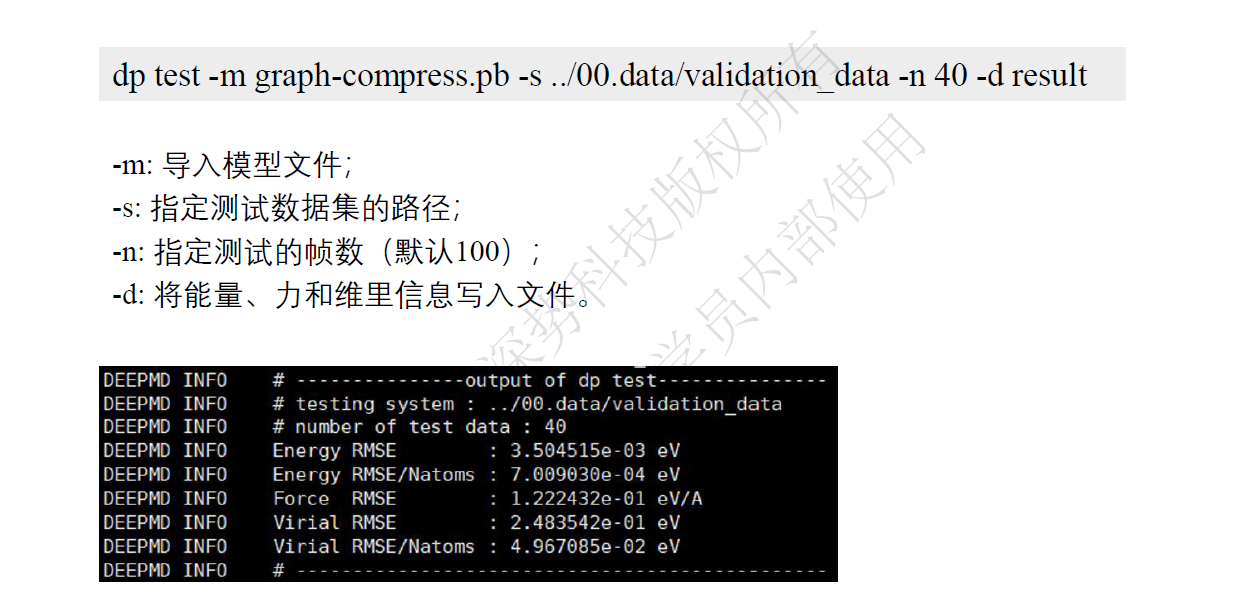 dp test -m graph-compress.pb -s ../00.data/validation_data -n 40 -d result
-m: 导入模型文件；
-s: 指定测试数据集的路径；
-n: 指定测试的帧数（默认100）；
-d: 将能量、力和维里信息写入文件。
深势科技版权所有
学员内部使用
DEEPMD INFO    # ---------------output of dp test---------------
DEEPMD INFO    # testing system : ../00.data/validation_data
DEEPMD INFO    # number of test data : 40
DEEPMD INFO    Energy RMSE        : 3.504515e-03 eV
DEEPMD INFO    Energy RMSE/Natoms : 7.009030e-04 eV
DEEPMD INFO    Force  RMSE        : 1.222432e-01 eV/A
DEEPMD INFO    Virial RMSE        : 2.483542e-01 eV
DEEPMD INFO    Virial RMSE/Natoms : 4.967085e-02 eV
DEEPMD INFO    # -----------------------------------------------